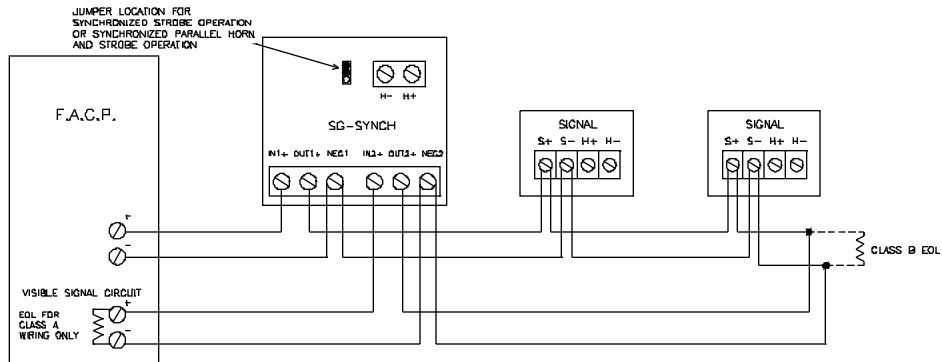 JUMPER LOCATION FOR
SYNCHRONIZED STROBE OPERATION
OR SYNCHRONIZED PARALLEL HORN
AND STROBE OPERATION
F.A.C.P.
H- H+
SG-SYNCH
IN1+ OUT1+ NEG1 IN2+ OUT2+ NEG2
SIGNAL
S+ S- H+ H-
SIGNAL
S+ S- H+ H-
+
-
CLASS B EOL
VISIBLE SIGNAL CIRCUIT
+
EOL FOR
CLASS A
WIRING ONLY
-